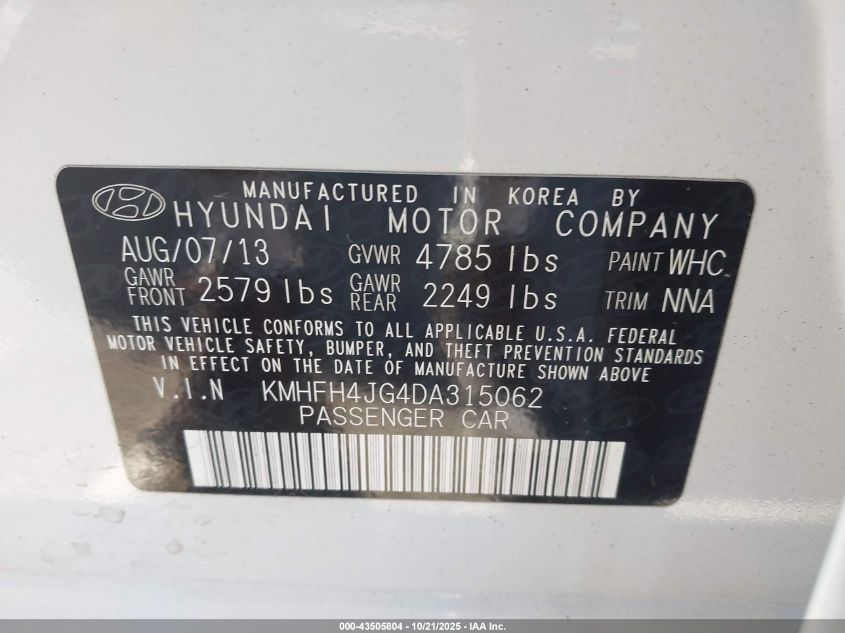 MANUFACTURED IN KOREA BY
HYUNDAI MOTOR COMPANY
AUG/07/13 GVWR 4785 lbs PAINT WHC
GAWR FRONT 2579 lbs GAWR REAR 2249 lbs TRIM NNA
THIS VEHICLE CONFORMS TO ALL APPLICABLE U.S.A. FEDERAL
MOTOR VEHICLE SAFETY, BUMPER, AND THEFT PREVENTION STANDARDS
IN EFFECT ON THE DATE OF MANUFACTURE SHOWN ABOVE
V.I.N KMHFH4JG4DA315062
PASSENGER CAR
000-43505804 - 10/21/2025 - IAA Inc.